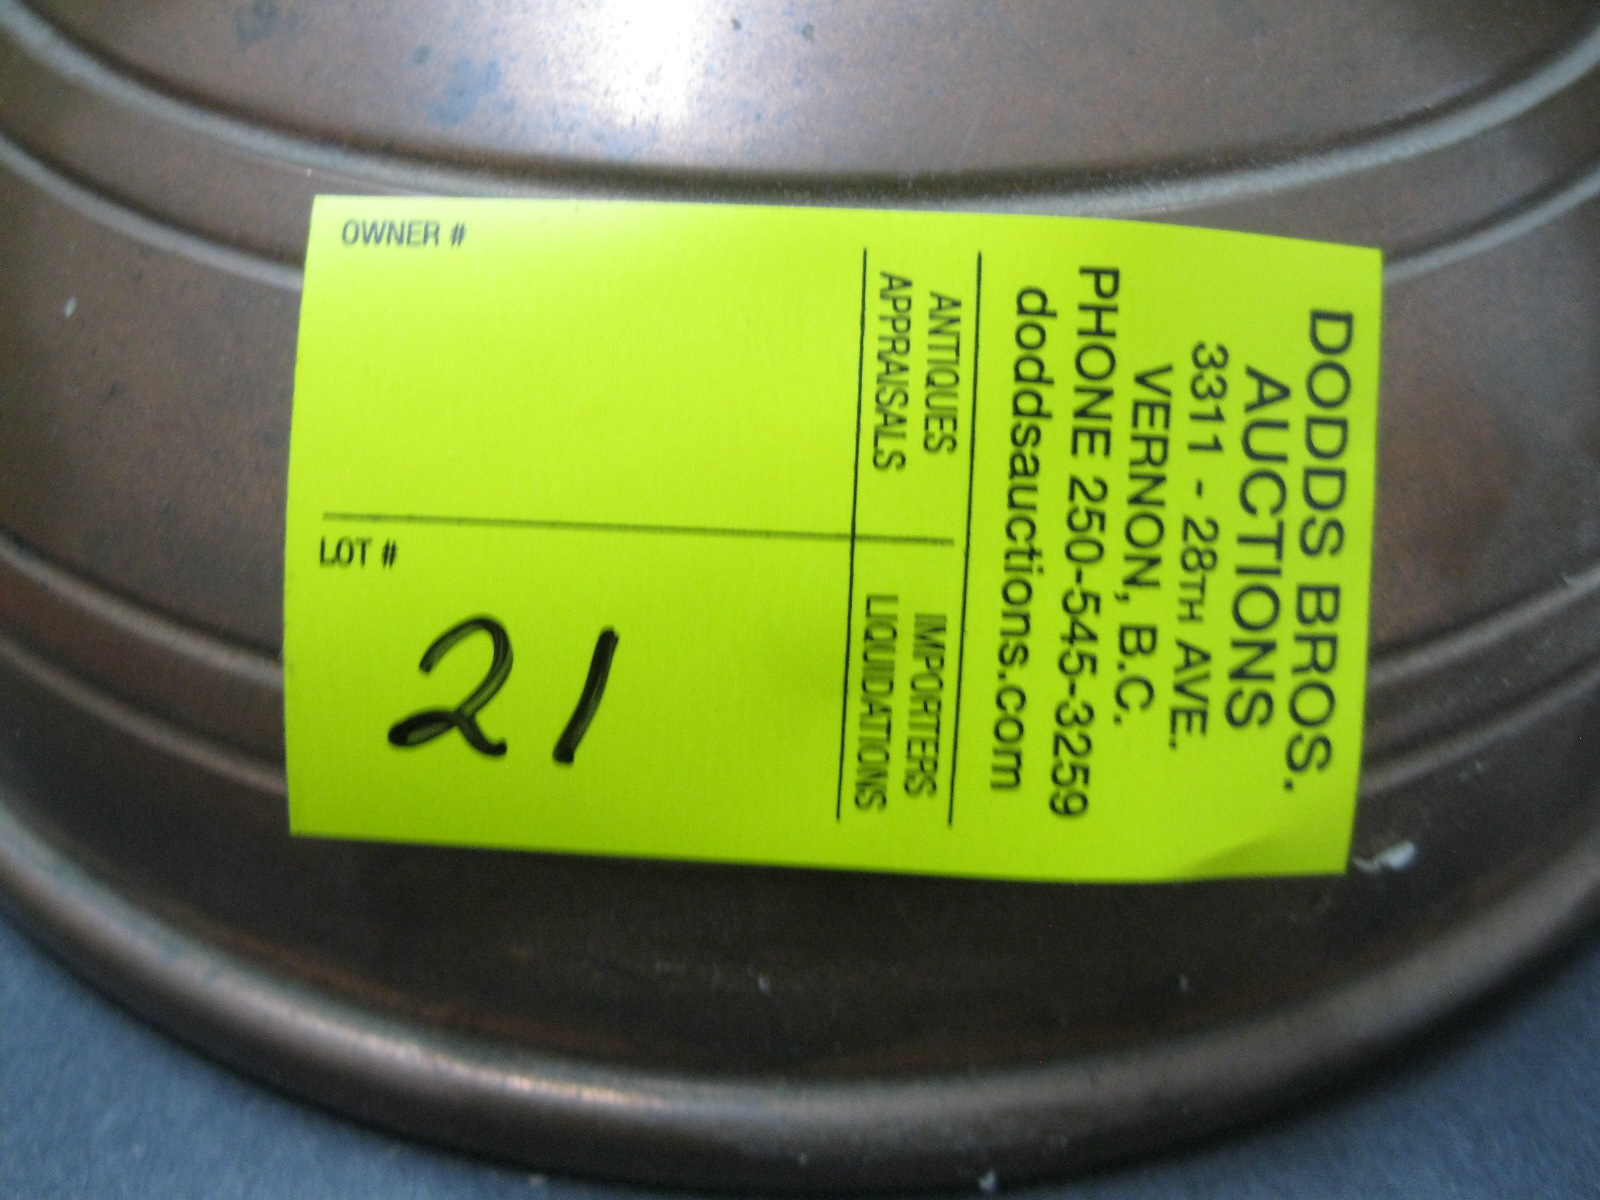 DODDS BROS.
AUCTIONS
3311 - 28TH AVE.
VERNON, B.C.
PHONE 250-545-3259
doddsauctions.com
ANTIQUES IMPORTERS
APPRAISALS LIQUIDATIONS
OWNER #
LOT #
21